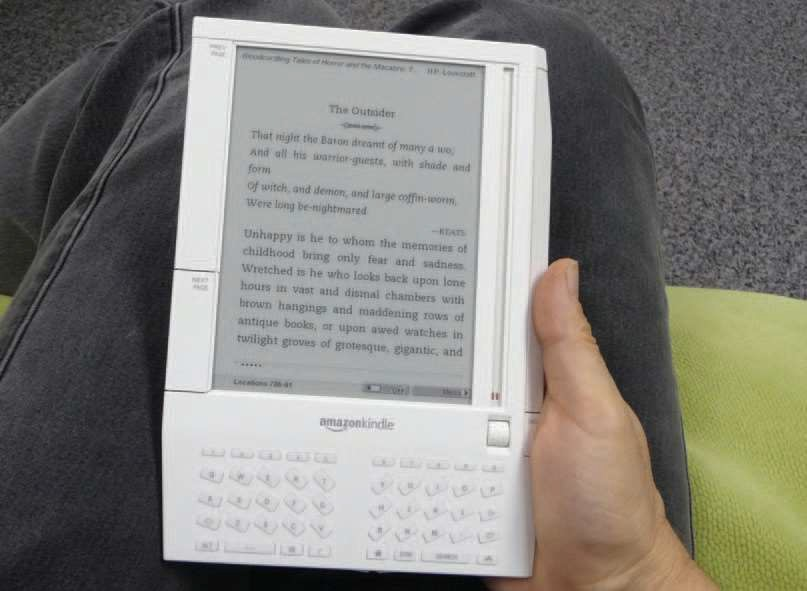 PREV
PAGE
Bloodcurdling Tales of Horror and the Macabre: T... H.P. Lovecraft
The Outsider
That night the Baron dreamt of many a wo;
And all his warrior-guests, with shade and
form
Of witch, and demon, and large coffin-worm,
Were long be-nightmared
—KEATS.
Unhappy is he to whom the memories of
childhood bring only fear and sadness.
Wretched is he who looks back upon lone
hours in vast and dismal chambers with
brown hangings and maddening rows of
antique books, or upon awed watches in
twilight groves of grotesque, gigantic, and
NEXT
PAGE
Menu
amazonkindle
ALT
SEARCH